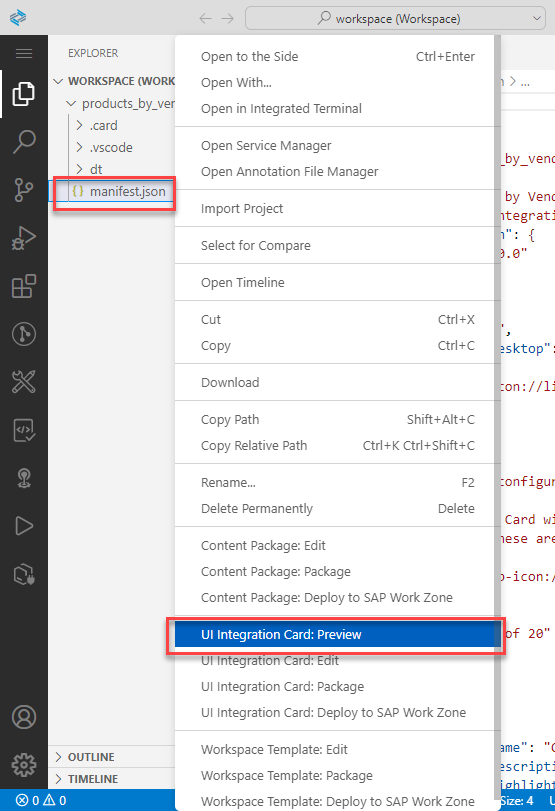 workspace (Workspace)
EXPLORER
WORKSPACE (WORK
products_by_ver
.card
.vscode
dt
{ } manifest.json
OUTLINE
TIMELINE
Open to the Side Ctrl+Enter
Open With...
Open in Integrated Terminal
Open Service Manager
Open Annotation File Manager
Import Project
Select for Compare
Open Timeline
Cut Ctrl+X
Copy Ctrl+C
Download
Copy Path Shift+Alt+C
Copy Relative Path Ctrl+K Ctrl+Shift+C
Rename... F2
Delete Permanently Delete
Content Package: Edit
Content Package: Package
Content Package: Deploy to SAP Work Zone
UI Integration Card: Preview
UI Integration Card: Edit
UI Integration Card: Package
UI Integration Card: Deploy to SAP Work Zone
Workspace Template: Edit
Workspace Template: Package
Workspace Template: Deploy to SAP Work Zone
> ...
_by_vend
by Vend
ntegratio
n": {
0.0"
",
esktop":
con://li
configur
Card wi
nese are
o-icon:/
of 20"
ame": "C
escripti
ighlight
0 0
Size: 4